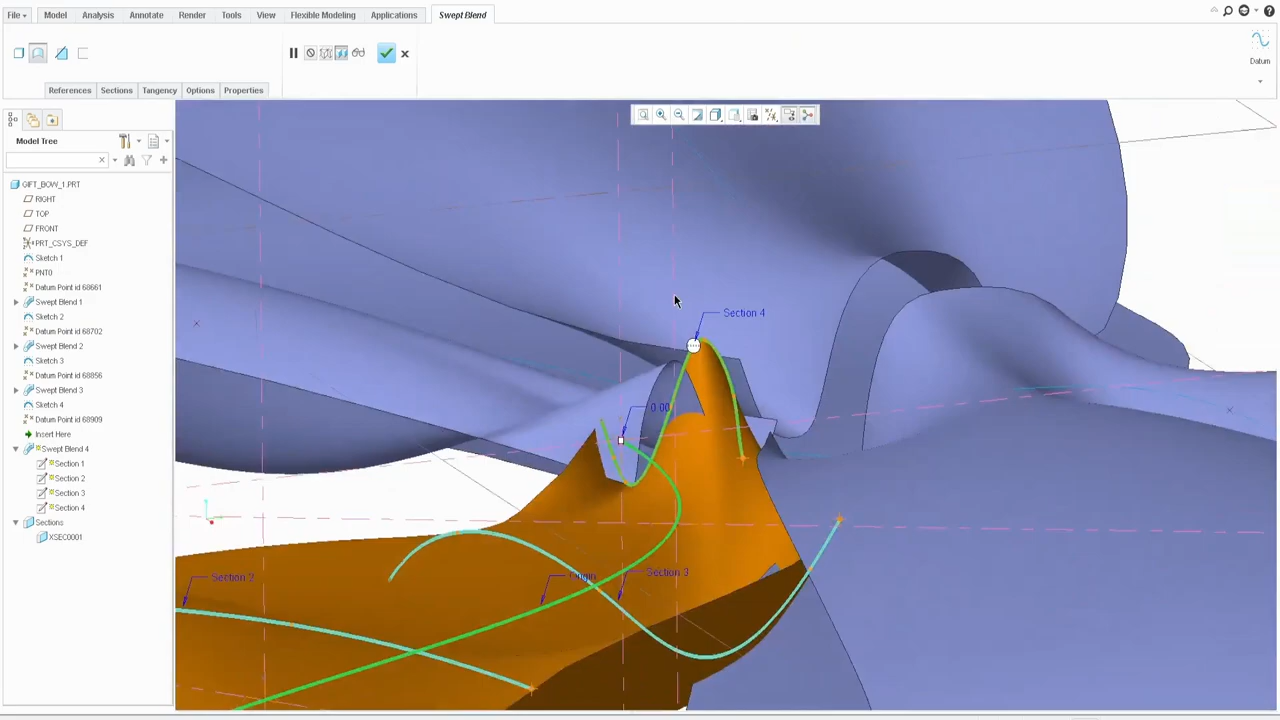 File Model Analysis Annotate Render Tools View Flexible Modeling Applications Swept Blend
References Sections Tangency Options Properties
Datum
Model Tree
GIFT_BOW_1.PRT
RIGHT
TOP
FRONT
PRT_CSYS_DEF
Sketch 1
PNT0
Datum Point id 68661
Swept Blend 1
Sketch 2
Datum Point id 68702
Swept Blend 2
Sketch 3
Datum Point id 68856
Swept Blend 3
Sketch 4
Datum Point id 68909
Insert Here
Swept Blend 4
Section 1
Section 2
Section 3
Section 4
Sections
XSEC0001
Section 4
0.00
Section 2
Origin
Section 3